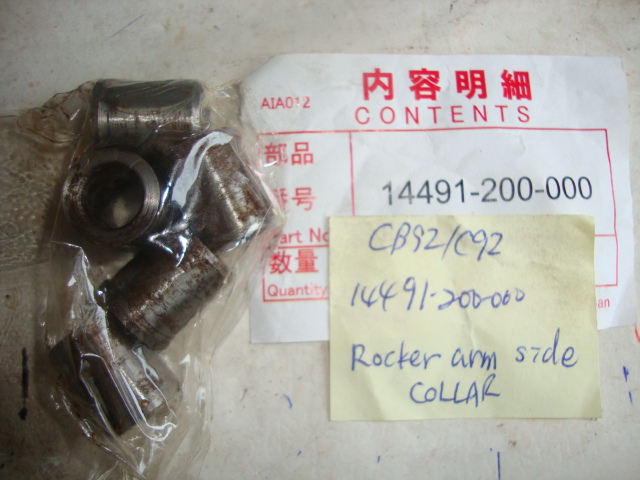 内容明細
AIA012
CONTENTS
部品
番号
14491-200-000
Part No
数量
Quantity
CB92/C92
14491-200-000
Rocker arm side
COLLAR